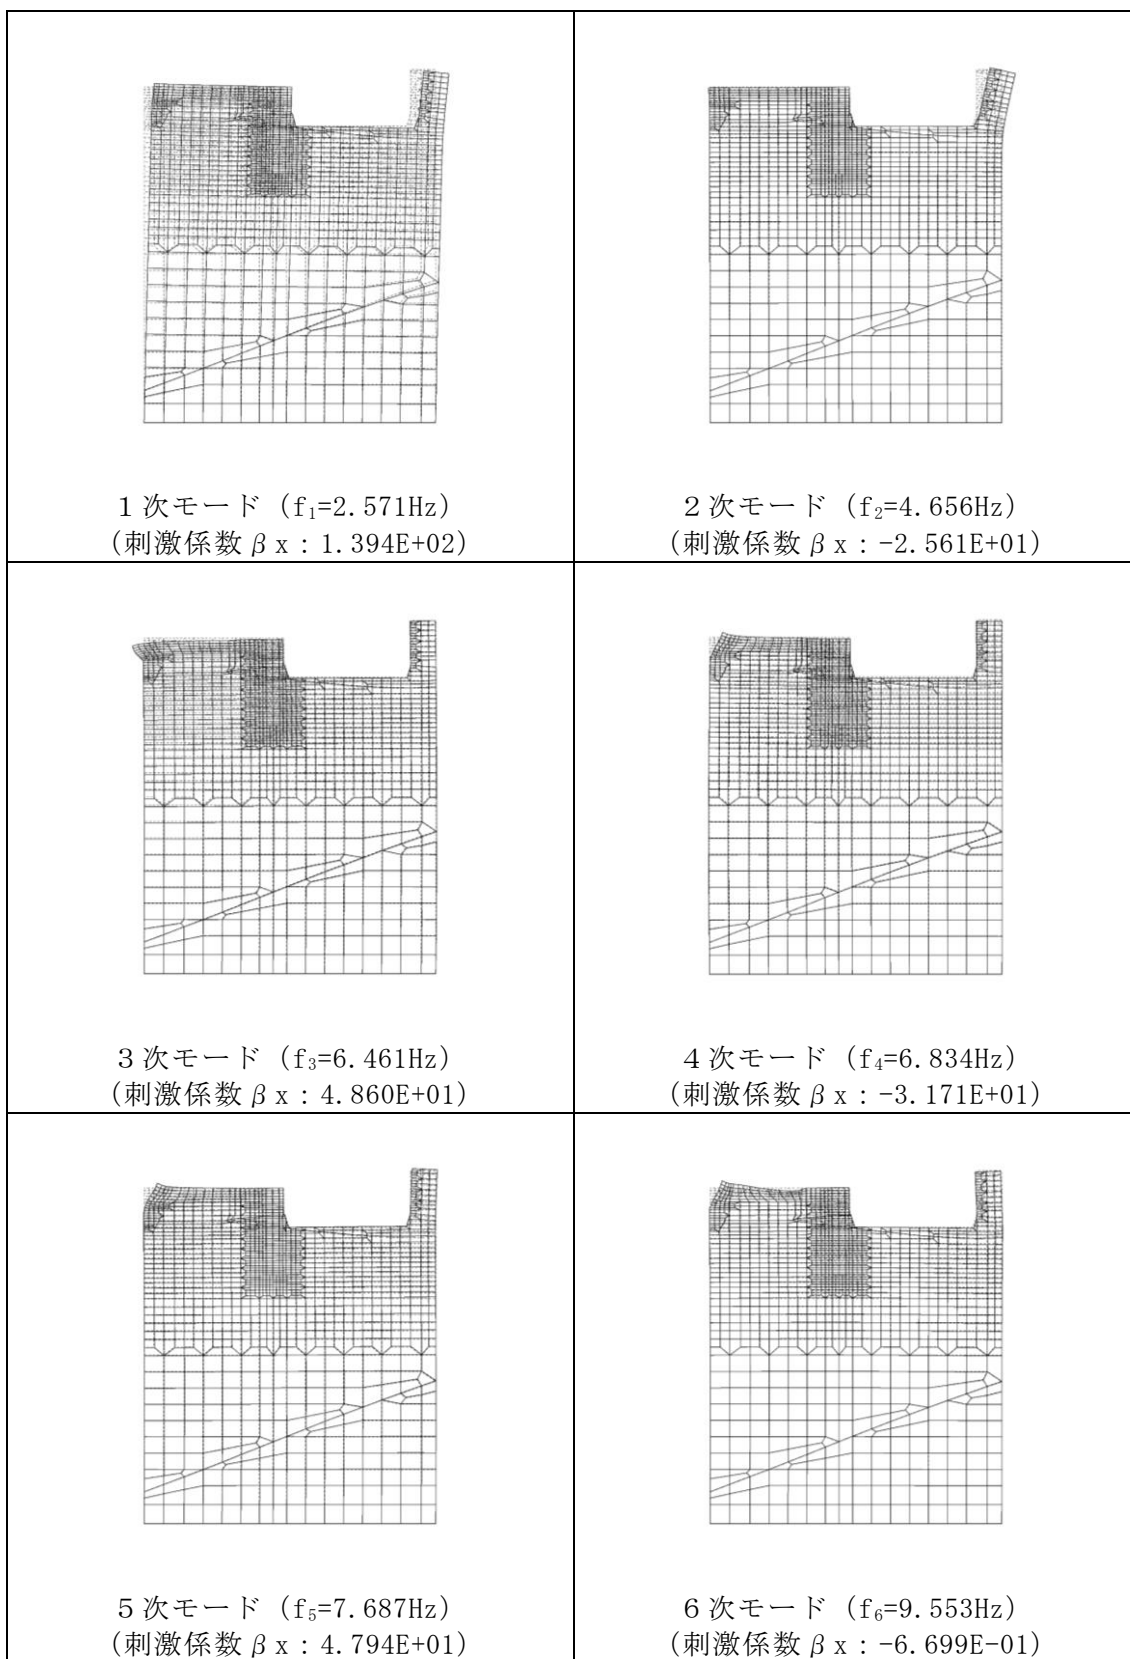 1次モード（f₁=2.571Hz）
（刺激係数βx：1.394E+02）
2次モード（f₂=4.656Hz）
（刺激係数βx：-2.561E+01）
3次モード（f₃=6.461Hz）
（刺激係数βx：4.860E+01）
4次モード（f₄=6.834Hz）
（刺激係数βx：-3.171E+01）
5次モード（f₅=7.687Hz）
（刺激係数βx：4.794E+01）
6次モード（f₆=9.553Hz）
（刺激係数βx：-6.699E-01）